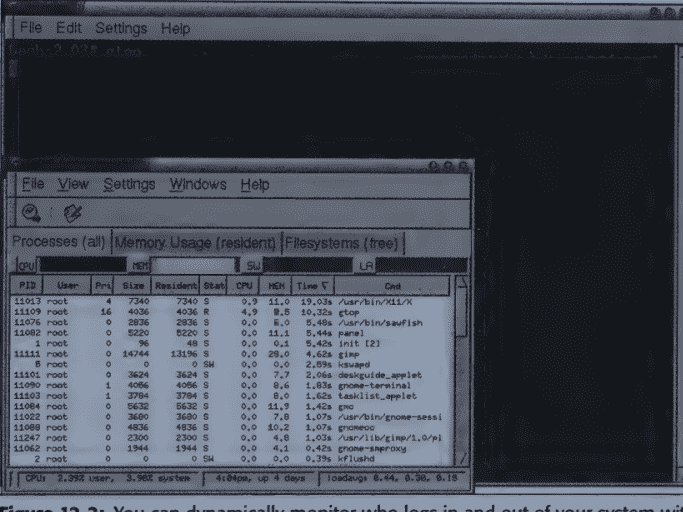 File Edit Settings Help
bash-2.03# gtop
File View Settings Windows Help
Processes (all) Memory Usage (resident) Filesystems (free)
CPU MEM SW LA
PID User Pri Size Resident Stat CPU MEM Time Cmd
11013 root 4 7340 7340 S 0.9 11.0 19.03s /usr/bin/X11/X
11109 root 16 4036 4036 R 4.9 8.5 10.32s gtop
11076 root 0 2836 2836 S 0.0 6.0 5.48s /usr/bin/sawfish
11082 root 0 5220 5220 S 0.0 11.1 5.44s panel
1 root 0 96 48 S 0.0 0.1 5.42s init [2]
11111 root 0 14744 13196 S 0.0 28.0 4.62s gimp
5 root 0 0 0 SW 0.0 0.0 2.59s kswapd
11101 root 0 3624 3624 S 0.0 7.7 2.06s deskguide_applet
11090 root 1 4056 4056 S 0.0 8.6 1.83s gnome-terminal
11103 root 1 3784 3784 S 0.0 8.0 1.62s tasklist_applet
11084 root 0 5632 5632 S 0.0 11.9 1.42s gmc
11022 root 0 3680 3680 S 0.0 7.8 1.07s /usr/bin/gnome-sessi
11088 root 0 4836 4836 S 0.0 10.2 1.07s gnomecc
11247 root 0 2300 2300 S 0.0 4.8 1.03s /usr/lib/gimp/1.0/pl
11062 root 0 1944 1944 S 0.0 4.1 0.42s gnome-smproxy
2 root 0 0 0 SW 0.0 0.0 0.39s kflushd
CPU: 2.39% user, 3.98% system 4:04pm, up 4 days loadavg: 0.44, 0.30, 0.18
You can dynamically monitor who logs in and out of your system